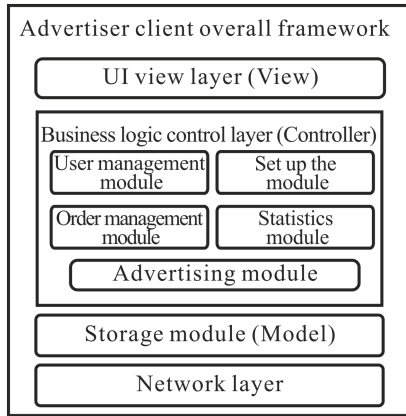 Advertiser client overall framework
UI view layer (View)
Business logic control layer (Controller)
User management
module
Set up the
module
Order management
module
Statistics
module
Advertising module
Storage module (Model)
Network layer